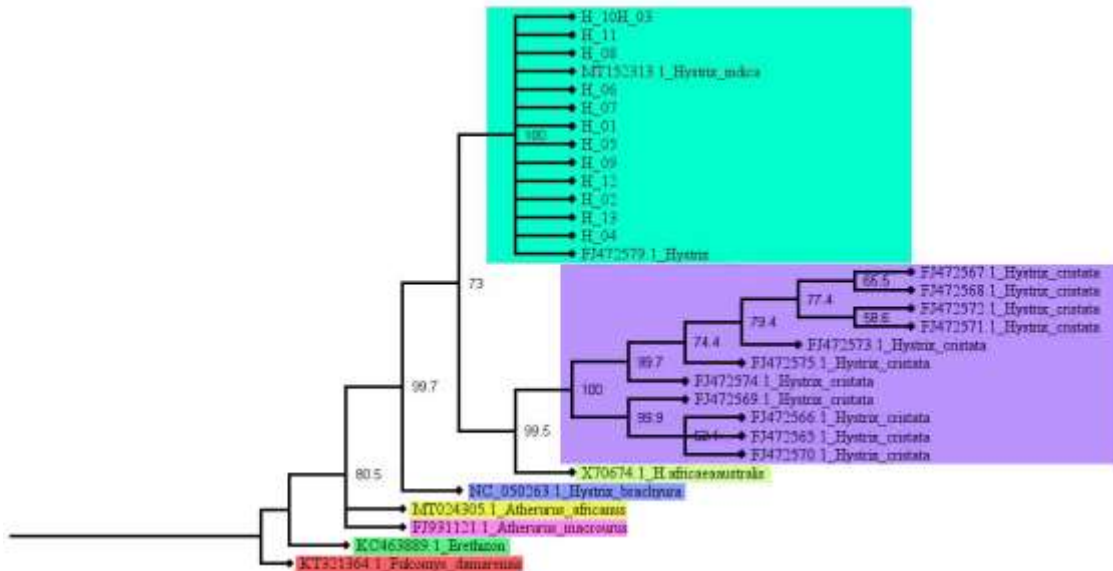 H_10H_03
H_11
H_08
MT152313.1_Hystrix_indica
H_06
H_07
H_01
100
H_05
H_09
H_12
H_02
H_13
H_04
FJ472579.1_Hystrix
FJ472567.1_Hystrix_cristata
65.5
FJ472568.1_Hystrix_cristata
73
77.4
FJ472572.1_Hystrix_cristata
58.6
79.4
FJ472571.1_Hystrix_cristata
74.4
FJ472573.1_Hystrix_cristata
99.7
FJ472575.1_Hystrix_cristata
99.7
100
FJ472574.1_Hystrix_cristata
FJ472569.1_Hystrix_cristata
99.9
FJ472566.1_Hystrix_cristata
99.5
FJ472565.1_Hystrix_cristata
FJ472570.1_Hystrix_cristata
80.5
X70674.1_H.africaeaustralis
NC_050263.1_Hystrix_brachyura
MT024305.1_Atherurus_africanus
FJ931121.1_Atherurus_macrourus
KC463889.1_Erethizon
KT321364.1_Fukomys_damarensis